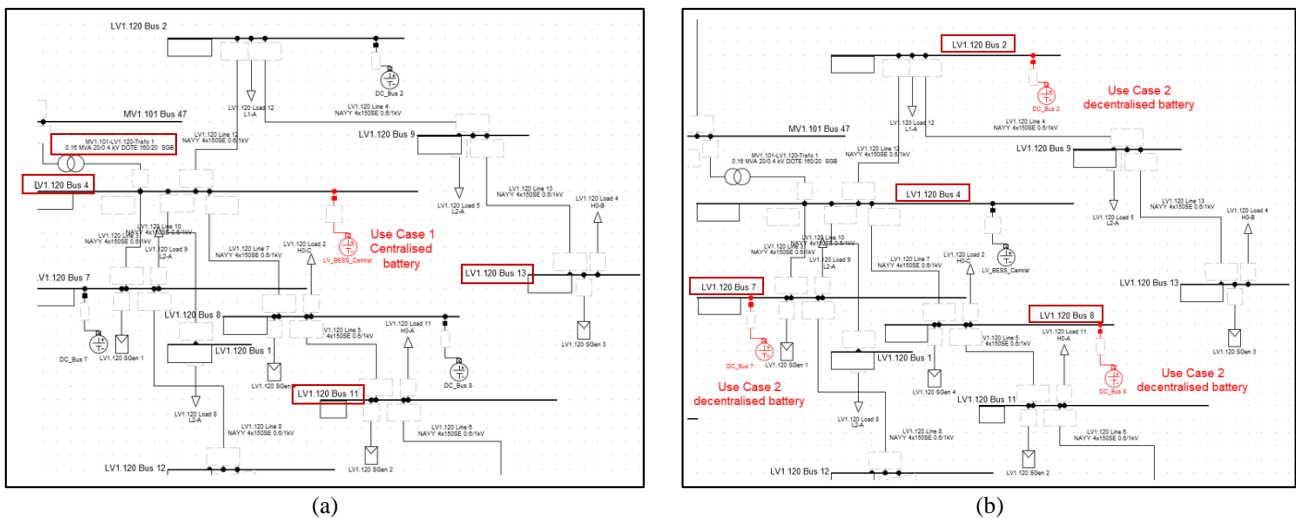 LV1.120 Bus 2
DC_Bus 2
LV1.120 Load 12
L1-A
LV1.120 Line 4
NAYY 4x150SE 0.6/1kV
MV1.101 Bus 47
LV1.120 Line 12
NAYY 4x150SE 0.6/1kV
LV1.120 Bus 9
MV1.101-LV1.120-Trafo 1
0.16 MVA 20/0.4 kV DOTE 160/20 SGB
LV1.120 Bus 4
LV1.120 Load 5
L2-A
LV1.120 Line 13
NAYY 4x150SE 0.6/1kV
LV1.120 Load 4
H0-B
Use Case 1
Centralised
battery
LV_BESS_Central
LV1.120 Line 10
LV1.120 Load 9
L2-A
LV1.120 Line 7
NAYY 4x150SE 0.6/1kV
LV1.120 Load 2
H0-C
LV1.120 Bus 7
LV1.120 Bus 13
LV1.120 Bus 8
DC_Bus 7
LV1.120 SGen 1
LV1.120 Line 5
LV1.120 Load 11
H0-A
LV1.120 SGen 3
LV1.120 Bus 1
DC_Bus 8
LV1.120 Bus 11
LV1.120 Load 8
L2-A
LV1.120 Line 8
NAYY 4x150SE 0.6/1kV
LV1.120 Line 6
NAYY 4x150SE 0.6/1kV
LV1.120 SGen 2
LV1.120 Bus 12
(a)
LV1.120 Bus 2
DC_Bus 2
Use Case 2
decentralised battery
LV1.120 Load 12
L1-A
LV1.120 Line 4
NAYY 4x150SE 0.6/1kV
MV1.101 Bus 47
LV1.120 Line 12
NAYY 4x150SE 0.6/1kV
LV1.120 Bus 9
MV1.101-LV1.120-Trafo 1
0.16 MVA 20/0.4 kV DOTE 160/20 SGB
LV1.120 Bus 4
LV1.120 Load 5
L2-A
LV1.120 Line 13
NAYY 4x150SE 0.6/1kV
LV1.120 Load 4
H0-B
LV_BESS_Central
LV1.120 Line 10
LV1.120 Load 9
L2-A
LV1.120 Line 7
NAYY 4x150SE 0.6/1kV
LV1.120 Load 2
H0-C
LV1.120 Bus 7
LV1.120 Bus 13
LV1.120 Bus 8
DC_Bus 7
LV1.120 SGen 1
LV1.120 Line 5
LV1.120 Load 11
H0-A
LV1.120 SGen 3
LV1.120 Bus 1
LV1.120 SGen 4
DC_Bus 8
Use Case 2
decentralised battery
Use Case 2
decentralised battery
LV1.120 Bus 11
LV1.120 Load 8
L2-A
LV1.120 Line 8
NAYY 4x150SE 0.6/1kV
LV1.120 Line 6
NAYY 4x150SE 0.6/1kV
LV1.120 SGen 2
LV1.120 Bus 12
(b)